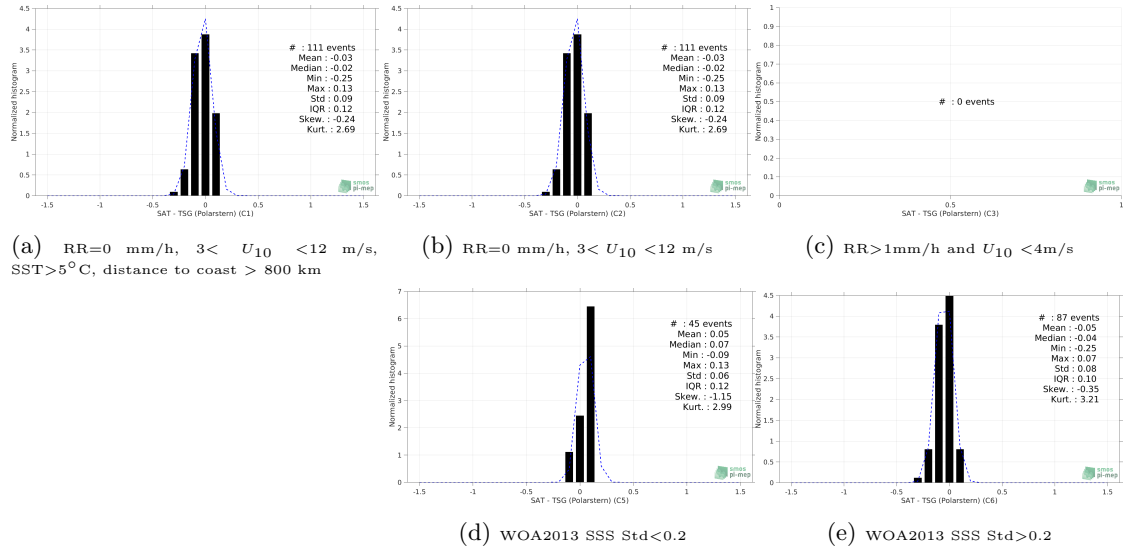 4.5
4
3.5
3
2.5
2
1.5
1
0.5
0
Normalized histogram
# : 111 events
Mean : -0.03
Median : -0.02
Min : -0.25
Max : 0.13
Std : 0.09
IQR : 0.12
Skew. : -0.24
Kurt. : 2.69
smos
pi-mep
-1.5 -1 -0.5 0 0.5 1 1.5
SAT - TSG (Polarstern) (C1)
(a) RR=0 mm/h, 3< U10 <12 m/s,
SST>5°C, distance to coast > 800 km
4.5
4
3.5
3
2.5
2
1.5
1
0.5
0
Normalized histogram
# : 111 events
Mean : -0.03
Median : -0.02
Min : -0.25
Max : 0.13
Std : 0.09
IQR : 0.12
Skew. : -0.24
Kurt. : 2.69
smos
pi-mep
-1.5 -1 -0.5 0 0.5 1 1.5
SAT - TSG (Polarstern) (C2)
(b) RR=0 mm/h, 3< U10 <12 m/s
1
0.9
0.8
0.7
0.6
0.5
0.4
0.3
0.2
0.1
0
Normalized histogram
# : 0 events
smos
pi-mep
0 0.5 1
SAT - TSG (Polarstern) (C3)
(c) RR>1mm/h and U10 <4m/s
7
6
5
4
3
2
1
0
Normalized histogram
# : 45 events
Mean : 0.05
Median : 0.07
Min : -0.09
Max : 0.13
Std : 0.06
IQR : 0.12
Skew. : -1.15
Kurt. : 2.99
smos
pi-mep
-1.5 -1 -0.5 0 0.5 1 1.5
SAT - TSG (Polarstern) (C5)
(d) WOA2013 SSS Std<0.2
4.5
4
3.5
3
2.5
2
1.5
1
0.5
0
Normalized histogram
# : 87 events
Mean : -0.05
Median : -0.04
Min : -0.25
Max : 0.07
Std : 0.08
IQR : 0.10
Skew. : -0.35
Kurt. : 3.21
smos
pi-mep
-1.5 -1 -0.5 0 0.5 1 1.5
SAT - TSG (Polarstern) (C6)
(e) WOA2013 SSS Std>0.2